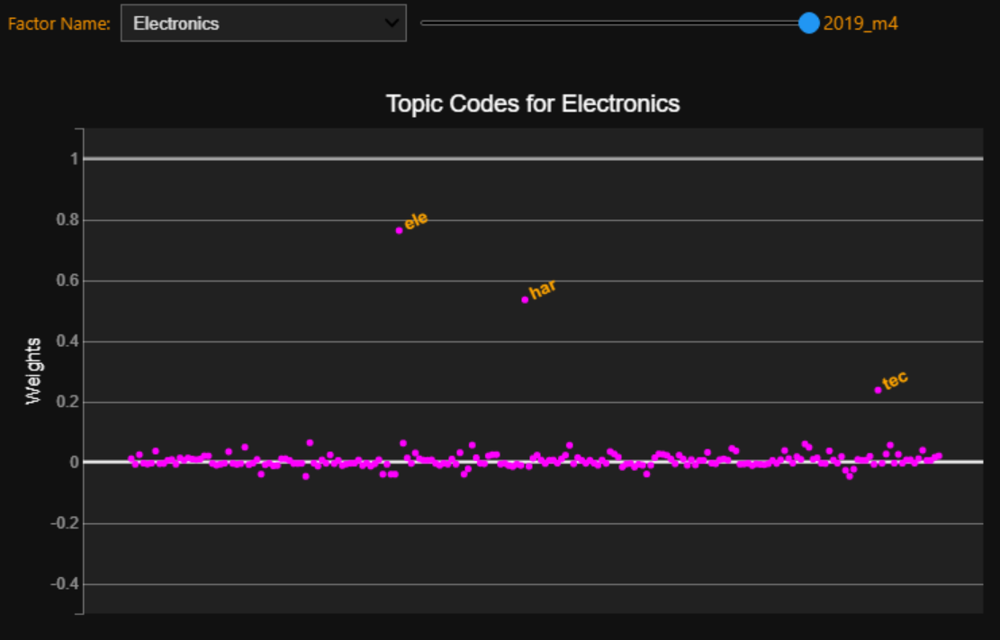 Factor Name: Electronics 2019_m4
Topic Codes for Electronics
1
0.8
ele
0.6
har
0.4
tec
Weights
0.2
0
-0.2
-0.4